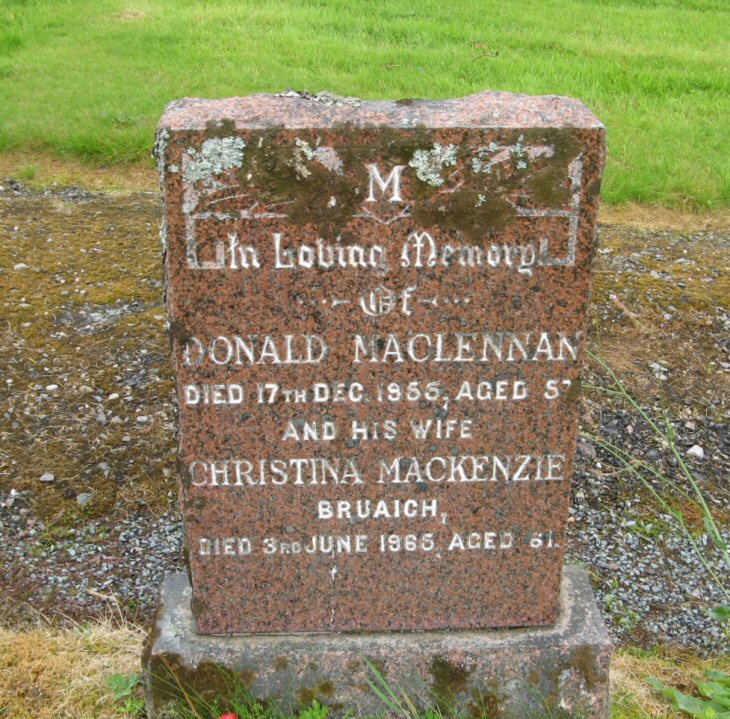 M
In Loving Memory
Of
DONALD MACLENNAN
DIED 17TH DEC. 1955, AGED 57
AND HIS WIFE
CHRISTINA MACKENZIE
BRUAICH,
DIED 3RD JUNE 1965, AGED 61.